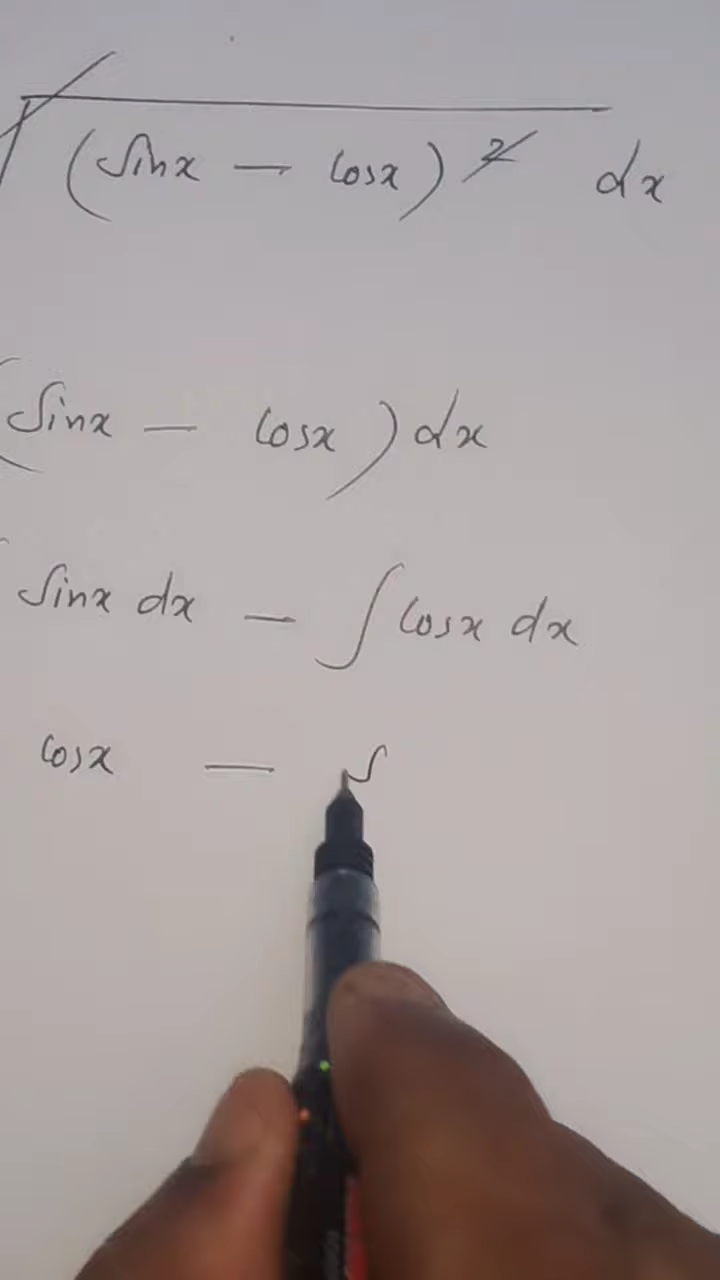 √(sinx — cosx)² dx
(sinx — cosx) dx
sinx dx — ∫ cosx dx
cosx — s